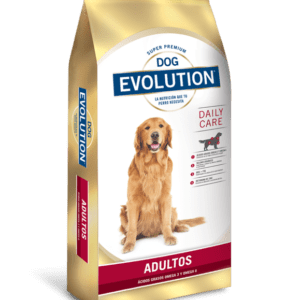 SUPER PREMIUM
DOG
EVOLUTION
LA NUTRICIÓN QUE TU
PERRO NECESITA
DAILY
CARE
ADULTOS
ÁCIDOS GRASOS OMEGA 3 Y OMEGA 6
DOG
EVOLUTION
ADULTOS